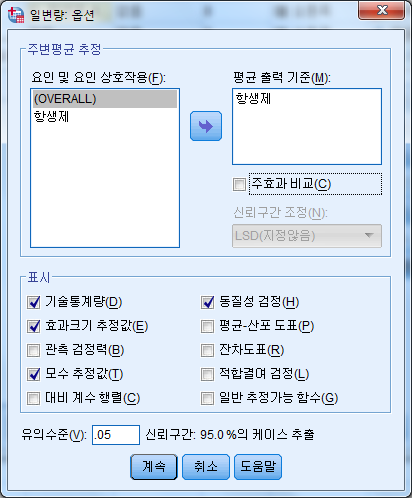 일변량: 옵션
주변평균 추정
요인 및 요인 상호작용(F):
(OVERALL)
항생제
평균 출력 기준(M):
항생제
주효과 비교(C)
신뢰구간 조정(N):
LSD(지정않음)
표시
기술통계량(D)
동질성 검정(H)
효과크기 추정값(E)
평균-산포 도표(P)
관측 검정력(B)
잔차도표(R)
모수 추정값(T)
적합결여 검정(L)
대비 계수 행렬(C)
일반 추정가능 함수(G)
유의수준(V): .05 신뢰구간: 95.0 %의 케이스 추출
계속 취소 도움말